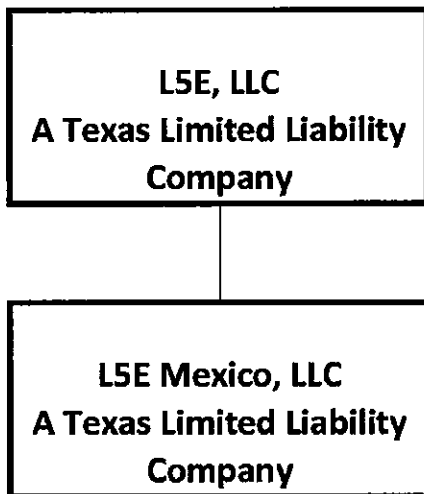 L5E, LLC
A Texas Limited Liability
Company
L5E Mexico, LLC
A Texas Limited Liability
Company